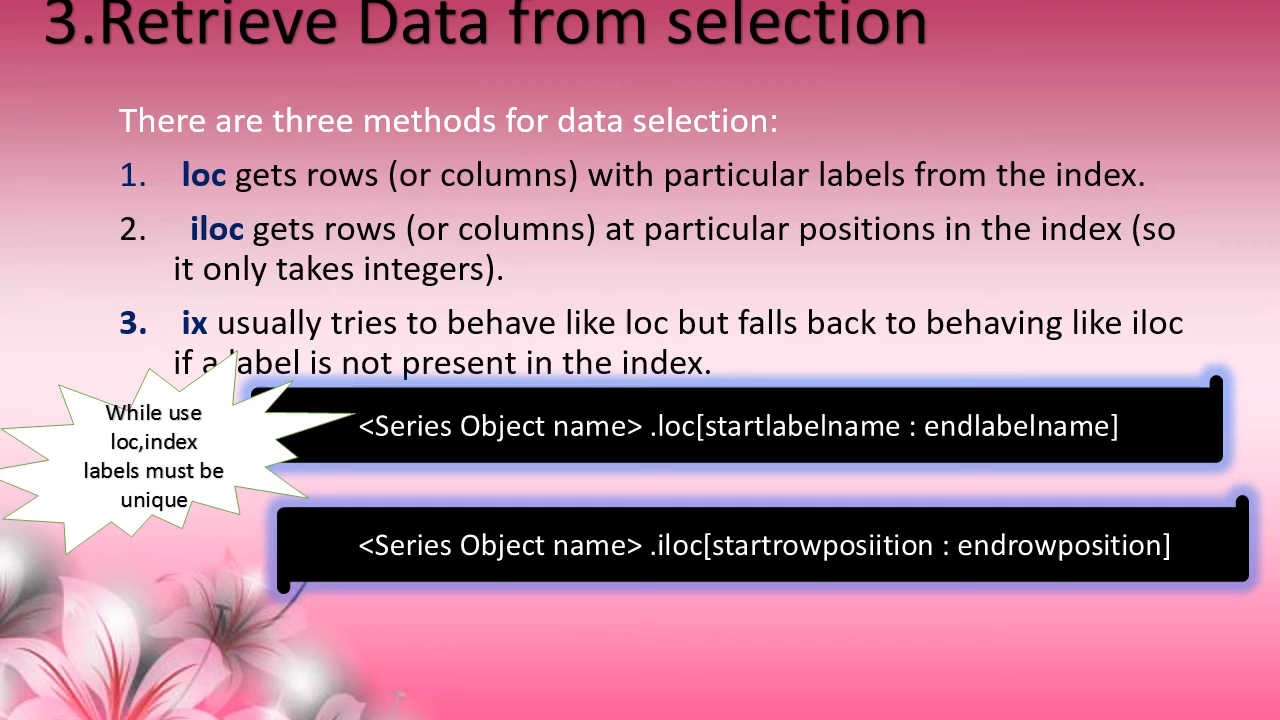 3.Retrieve Data from selection
There are three methods for data selection:
1. loc gets rows (or columns) with particular labels from the index.
2. iloc gets rows (or columns) at particular positions in the index (so
it only takes integers).
3. ix usually tries to behave like loc but falls back to behaving like iloc
if a label is not present in the index.
While use
loc,index
labels must be
unique
<Series Object name> .loc[startlabelname : endlabelname]
<Series Object name> .iloc[startrowposiition : endrowposition]